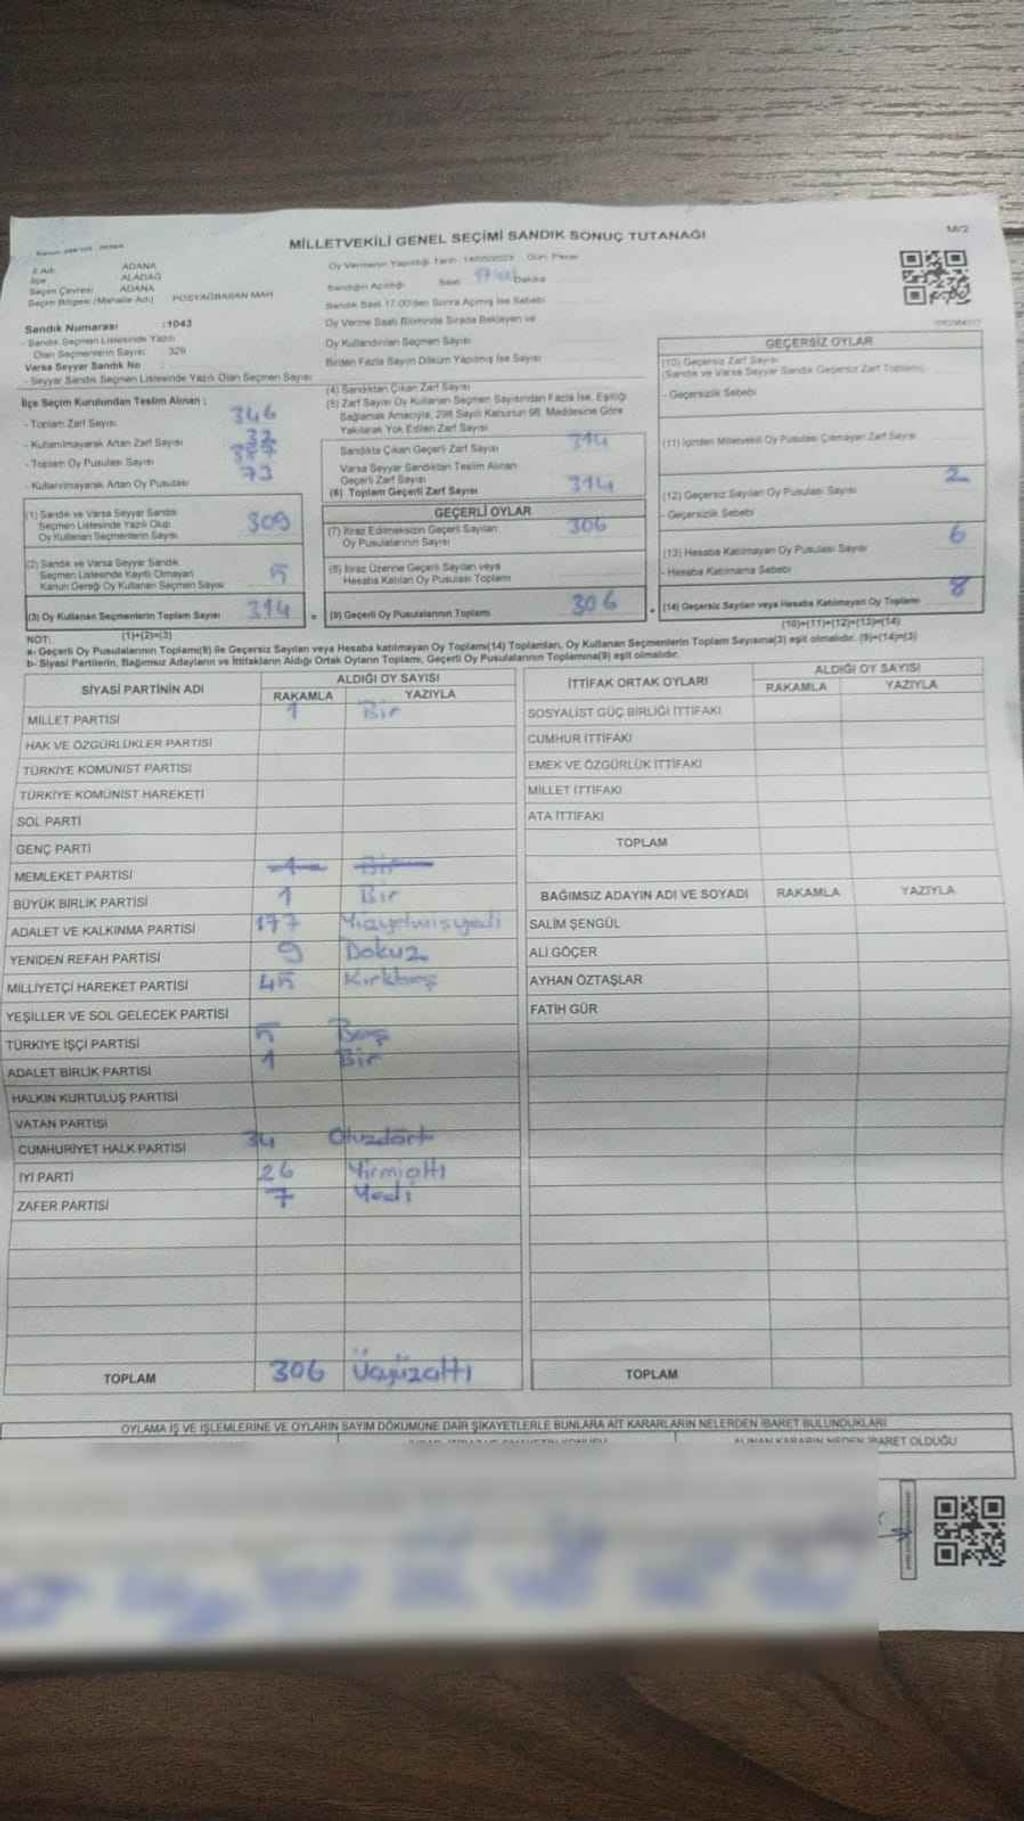 MİLLETVEKİLİ GENEL SEÇİMİ SANDIK SONUÇ TUTANAĞI
İl Adı ADANA
İlçe ALADAĞ
Seçim Çevresi ADANA
Seçim Bölgesi (Mahalle Adı) POSYAĞBASAN MAH
Sandık Numarası :1043
- Sandık Seçmen Listesinde Yazılı
Olan Seçmenlerin Sayısı 329
Varsa Seyyar Sandık No :
- Seyyar Sandık Seçmen Listesinde Yazılı Olan Seçmen Sayısı
İlçe Seçim Kurulundan Teslim Alınan :
- Toplam Zarf Sayısı 346
- Kullanılmayarak Artan Zarf Sayısı 32
- Toplam Oy Pusulası Sayısı
- Kullanılmayarak Artan Oy Pusulası 73
(1) Sandık ve Varsa Seyyar Sandık
Seçmen Listesinde Yazılı Olup
Oy Kullanan Seçmenlerin Sayısı 309
(2) Sandık ve Varsa Seyyar Sandık
Seçmen Listesinde Kayıtlı Olmayan
Kanun Gereği Oy Kullanan Seçmen Sayısı 5
(3) Oy Kullanan Seçmenlerin Toplam Sayısı 314
(1)+(2)=(3)
Oy Vermenin Yapıldığı Tarih : 14/05/2023 Gün: Pazar
Sandığın Açıldığı Saat Dakika
Sandık Saat 17.00'den Sonra Açılmış İse Sebebi
Oy Verme Saati Bitiminde Sırada Bekleyen ve
Oy Kullandırılan Seçmen Sayısı
Birden Fazla Sayım Döküm Yapılmış İse Sayısı
(4) Sandıktan Çıkan Zarf Sayısı
(5) Zarf Sayısı Oy Kullanan Seçmen Sayısından Fazla İse, Eşitliği
Sağlamak Amacıyla, 298 Sayılı Kanunun 98. Maddesine Göre
Yakılarak Yok Edilen Zarf Sayısı
Sandıkta Çıkan Geçerli Zarf Sayısı 314
Varsa Seyyar Sandıktan Teslim Alınan
Geçerli Zarf Sayısı
(6) Toplam Geçerli Zarf Sayısı 314
GEÇERLİ OYLAR
(7) İtiraz Edilmeksizin Geçerli Sayılan
Oy Pusulalarının Sayısı 306
(8) İtiraz Üzerine Geçerli Sayılan veya
Hesaba Katılan Oy Pusulası Toplamı
(9) Geçerli Oy Pusulalarının Toplamı 306
GEÇERSİZ OYLAR
(10) Geçersiz Zarf Sayısı
(Sandık ve Varsa Seyyar Sandık Geçersiz Zarf Toplamı)
- Geçersizlik Sebebi
(11) İçinden Milletvekili Oy Pusulası Çıkmayan Zarf Sayısı
(12) Geçersiz Sayılan Oy Pusulası Sayısı 2
- Geçersizlik Sebebi
(13) Hesaba Katılmayan Oy Pusulası Sayısı 6
- Hesaba Katılmama Sebebi
(14) Geçersiz Sayılan veya Hesaba Katılmayan Oy Toplamı 8
(10)+(11)+(12)+(13)=(14)
NOT:
a- Geçerli Oy Pusulaları Toplamı(9) ile Geçersiz Sayılan veya Hesaba katılmayan Oy Toplamı(14) Toplamları, Oy Kullanan Seçmenlerin Toplam Sayısına(3) eşit olmalıdır. (9)+(14)=(3)
b- Siyasi Partilerin, Bağımsız Adayların ve İttifakların Aldığı Ortak Oyların Toplamı, Geçerli Oy Pusulalarının Toplamına(9) eşit olmalıdır.
SİYASİ PARTİNİN ADI ALDIĞI OY SAYISI
RAKAMLA YAZIYLA
MİLLET PARTİSİ 1 Bir
HAK VE ÖZGÜRLÜKLER PARTİSİ
TÜRKİYE KOMÜNİST PARTİSİ
TÜRKİYE KOMÜNİST HAREKETİ
SOL PARTİ
GENÇ PARTİ
MEMLEKET PARTİSİ 1 Bir
BÜYÜK BİRLİK PARTİSİ 1 Bir
ADALET VE KALKINMA PARTİSİ 177 Yüzyetmişyedi
YENİDEN REFAH PARTİSİ 9 Dokuz
MİLLİYETÇİ HAREKET PARTİSİ 45 Kırkbeş
YEŞİLLER VE SOL GELECEK PARTİSİ
TÜRKİYE İŞÇİ PARTİSİ 5 Beş
ADALET BİRLİK PARTİSİ 1 Bir
HALKIN KURTULUŞ PARTİSİ
VATAN PARTİSİ
CUMHURİYET HALK PARTİSİ 34 Otuzdört
İYİ PARTİ 26 Yirmialtı
ZAFER PARTİSİ 7 Yedi
TOPLAM 306 Üçyüzaltı
İTTİFAK ORTAK OYLARI ALDIĞI OY SAYISI
RAKAMLA YAZIYLA
SOSYALİST GÜÇ BİRLİĞİ İTTİFAKI
CUMHUR İTTİFAKI
EMEK VE ÖZGÜRLÜK İTTİFAKI
MİLLET İTTİFAKI
ATA İTTİFAKI
TOPLAM
BAĞIMSIZ ADAYIN ADI VE SOYADI RAKAMLA YAZIYLA
SALİM ŞENGÜL
ALİ GÖÇER
AYHAN ÖZTAŞLAR
FATİH GÜR
TOPLAM
OYLAMA İŞ VE İŞLEMLERİNE VE OYLARIN SAYIM DÖKÜMÜNE DAİR ŞİKAYETLERLE BUNLARA AİT KARARLARIN NELERDEN İBARET BULUNDUKLARI
ALINAN KARARIN NEDEN İBARET OLDUĞU